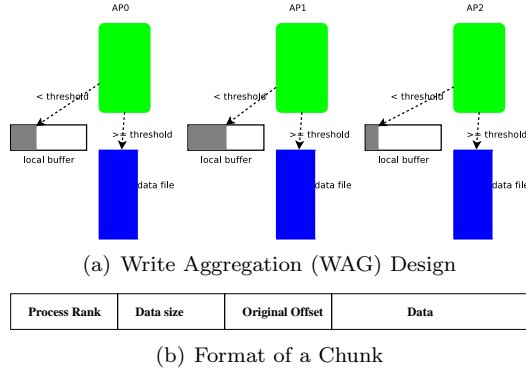 AP0 AP1 AP2
< threshold < threshold < threshold
>= threshold >= threshold >= threshold
local buffer local buffer local buffer
data file data file data file
(a) Write Aggregation (WAG) Design
Process Rank Data size Original Offset Data
(b) Format of a Chunk